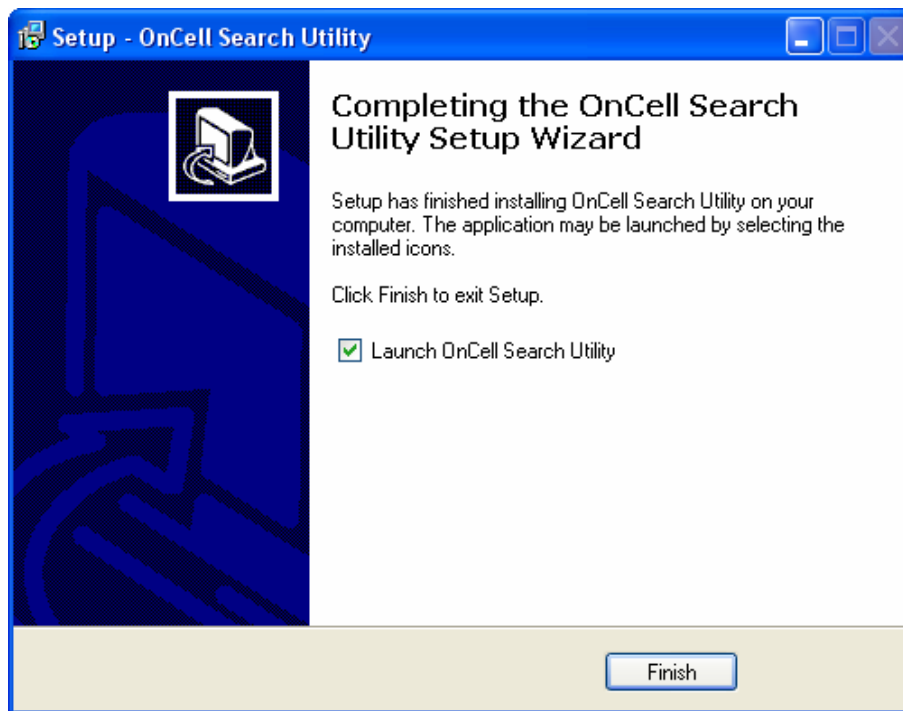 Setup - OnCell Search Utility
Completing the OnCell Search
Utility Setup Wizard
Setup has finished installing OnCell Search Utility on your
computer. The application may be launched by selecting the
installed icons.
Click Finish to exit Setup.
Launch OnCell Search Utility
Finish